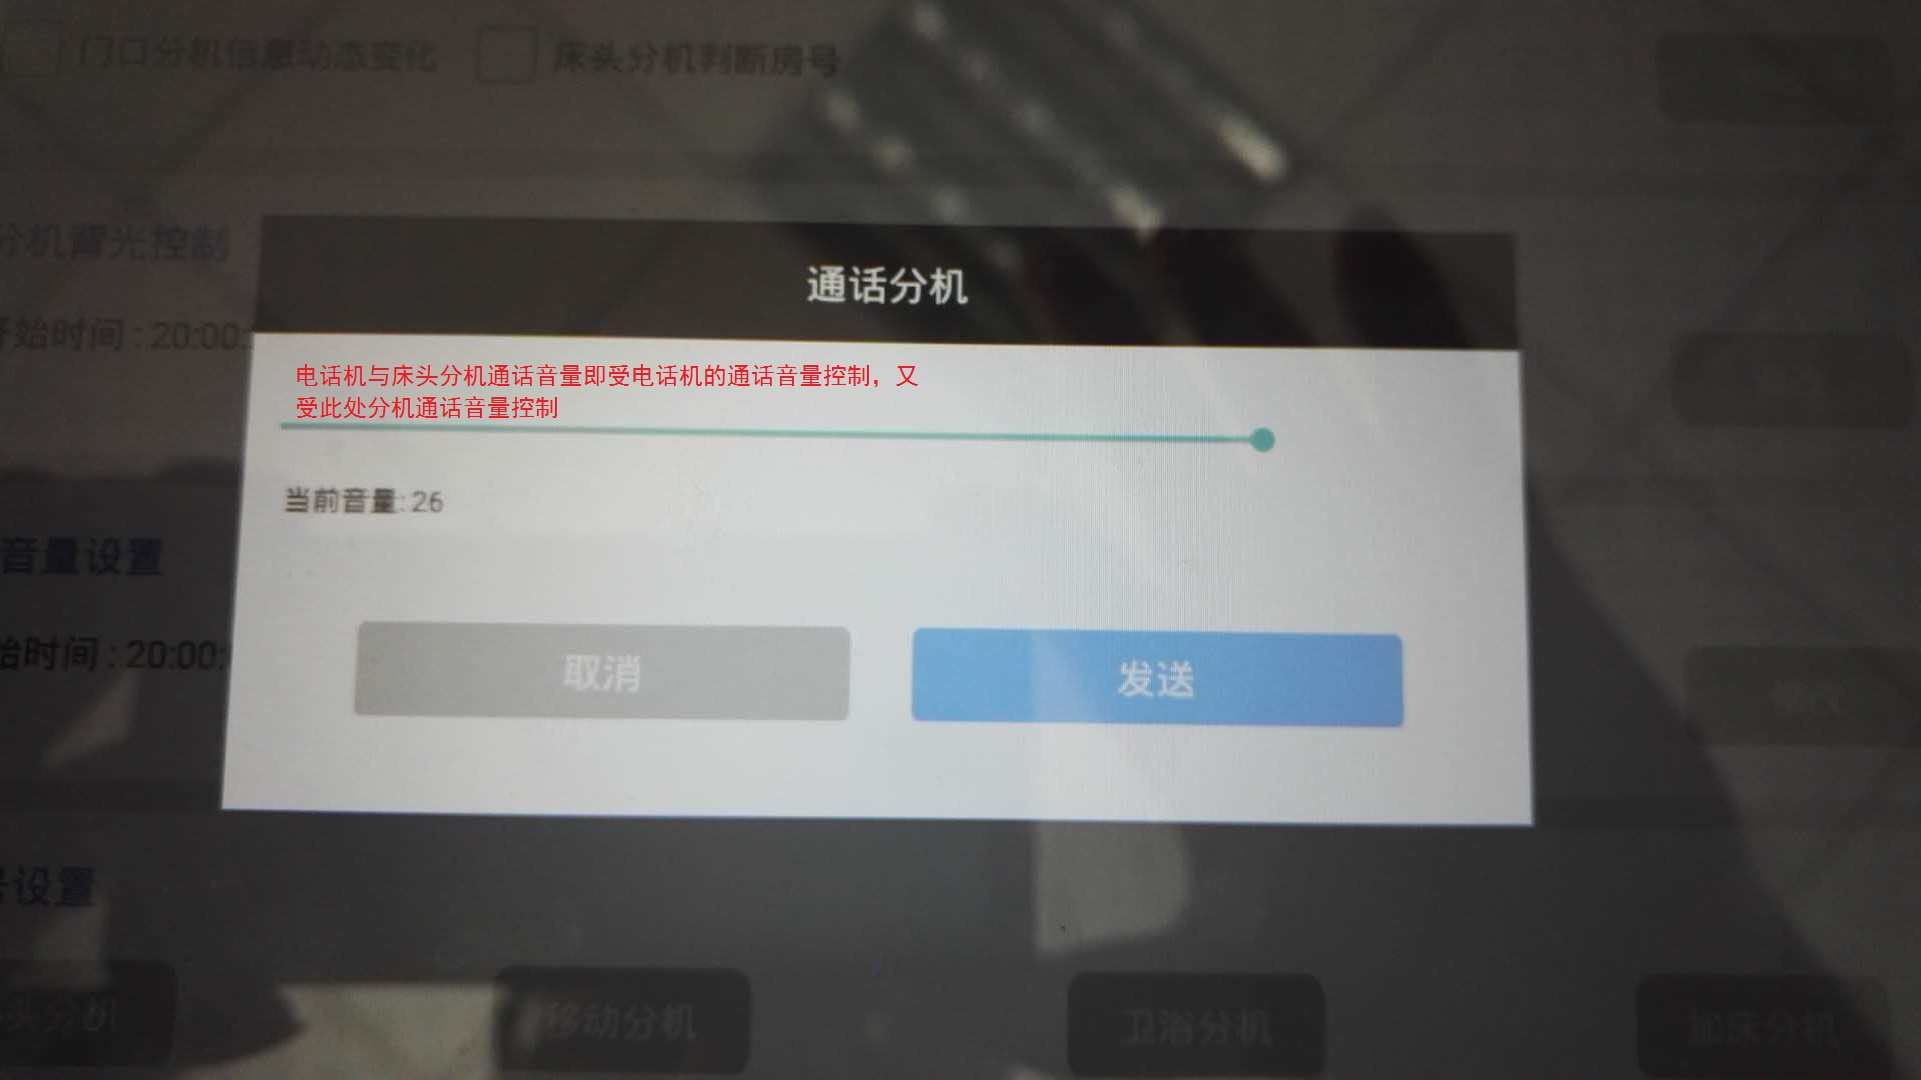 门口分机信息动态变化
床头分机判断房号
分机背光控制
通话分机
开始时间:20:00:
电话机与床头分机通话音量即受电话机的通话音量控制，又
受此处分机通话音量控制
当前音量:26
音量设置
始时间:20:00:
取消
发送
号设置
头分机
移动分机
卫浴分机
加床分机